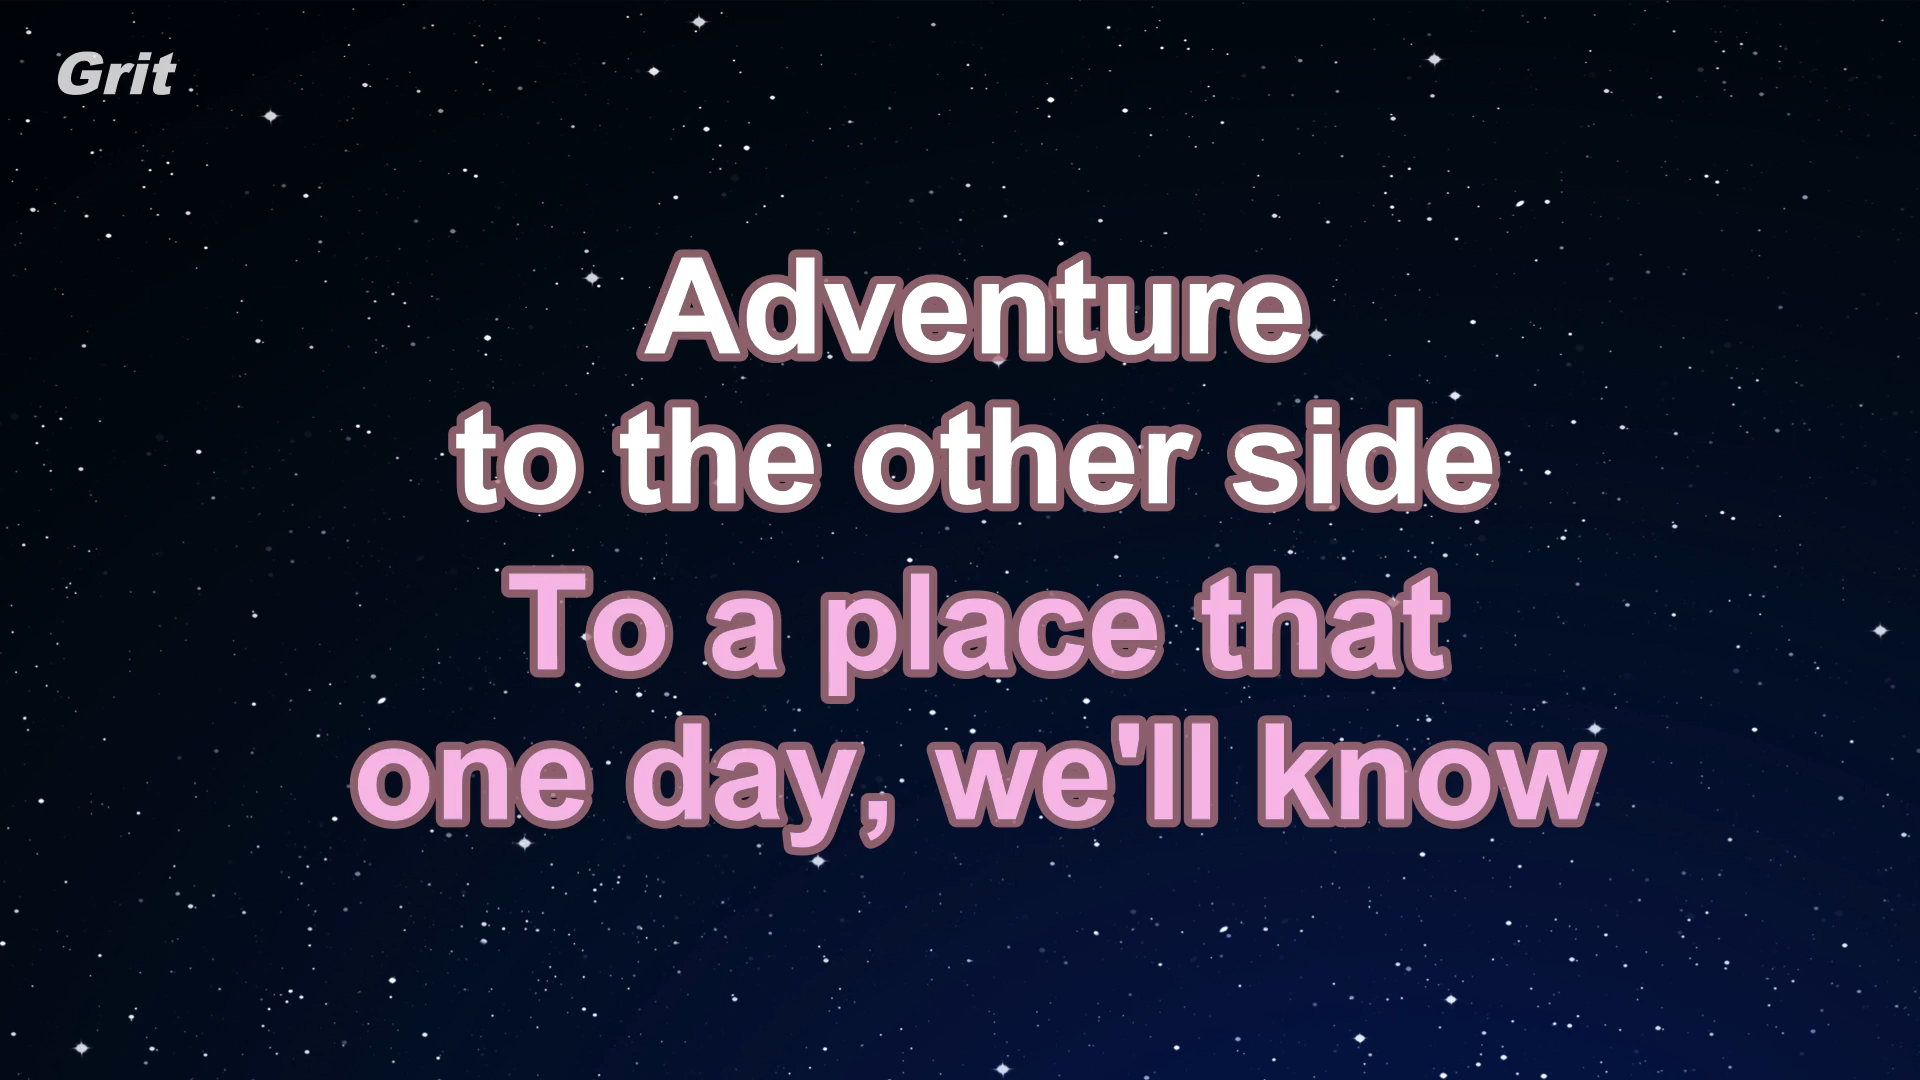 Grit
Adventure
to the other side
To a place that
one day, we'll know